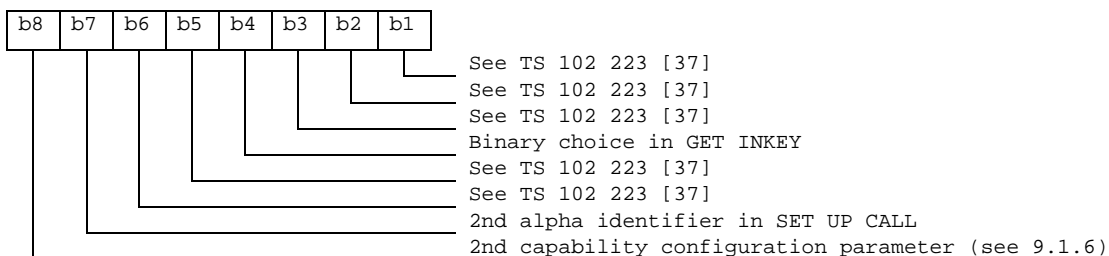 b8 b7 b6 b5 b4 b3 b2 b1
See TS 102 223 [37]
See TS 102 223 [37]
See TS 102 223 [37]
Binary choice in GET INKEY
See TS 102 223 [37]
See TS 102 223 [37]
2nd alpha identifier in SET UP CALL
2nd capability configuration parameter (see 9.1.6)